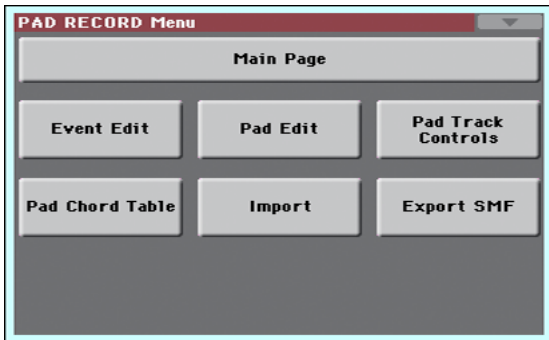 PAD RECORD Menu
Main Page
Event Edit
Pad Edit
Pad Track
Controls
Pad Chord Table
Import
Export SMF